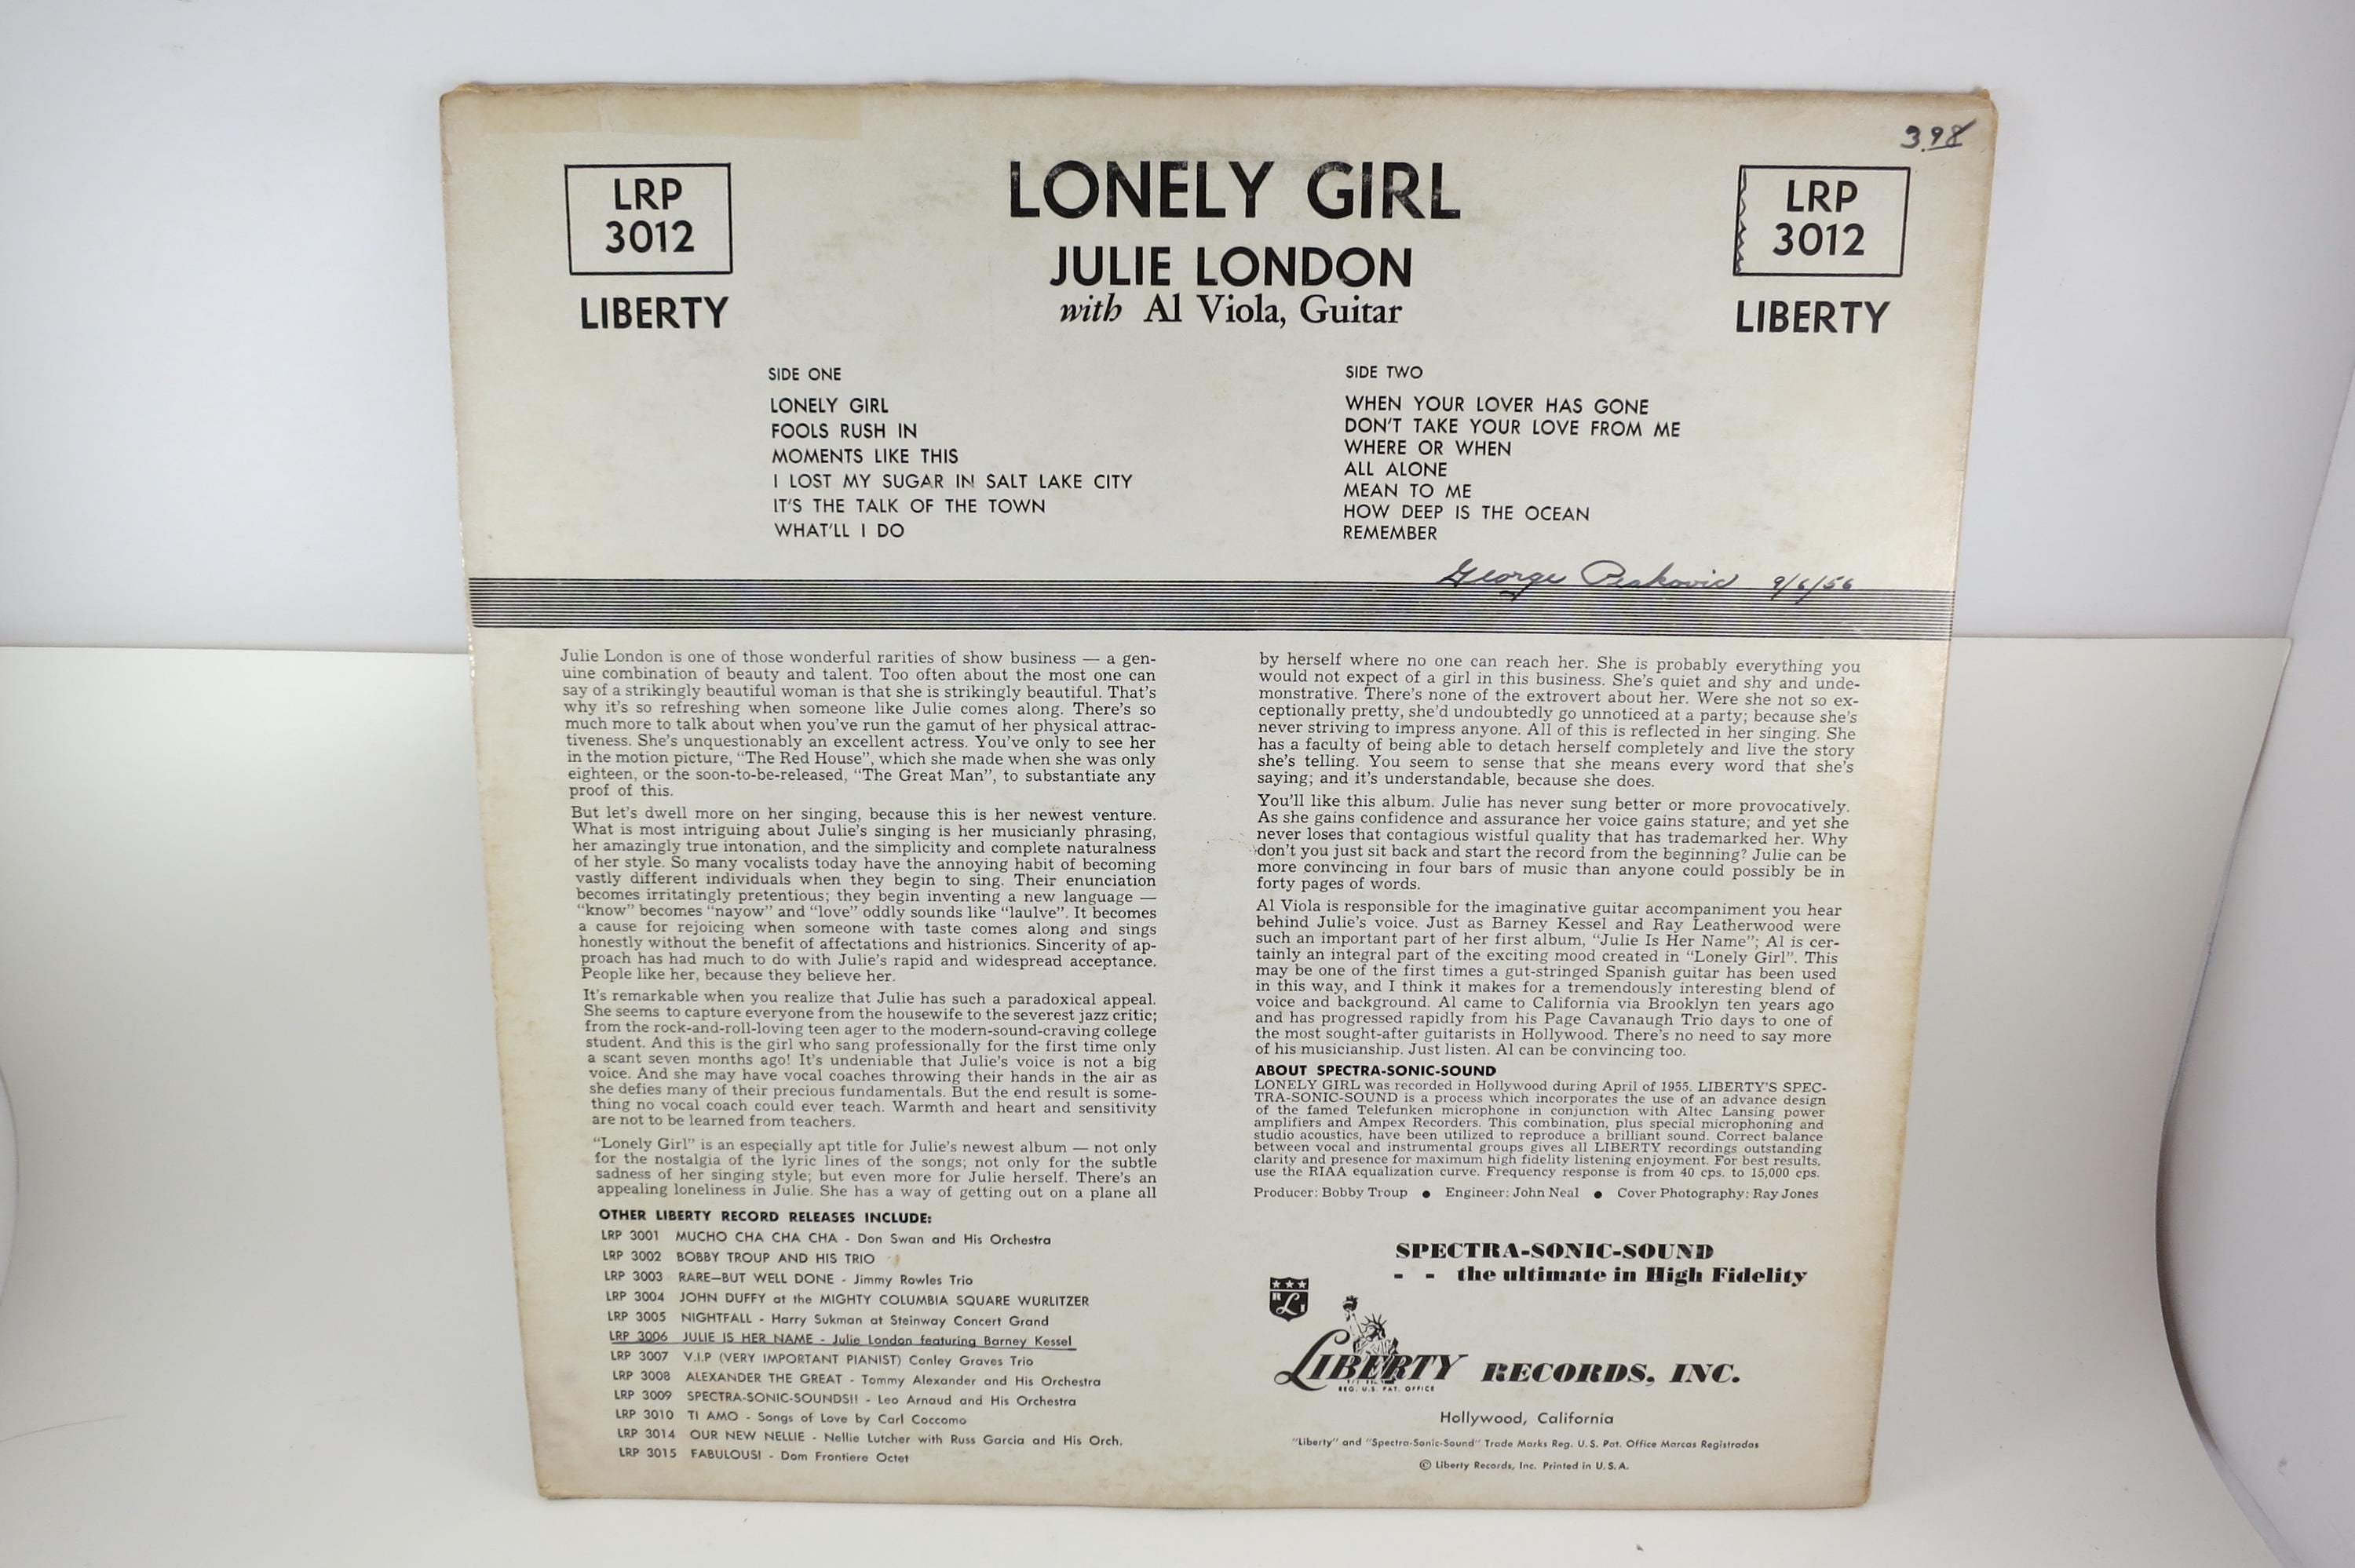 3.98
LRP
3012
LIBERTY
LONELY GIRL
JULIE LONDON
with Al Viola, Guitar
LRP
3012
LIBERTY
SIDE ONE
LONELY GIRL
FOOLS RUSH IN
MOMENTS LIKE THIS
I LOST MY SUGAR IN SALT LAKE CITY
IT'S THE TALK OF THE TOWN
WHAT'LL I DO
SIDE TWO
WHEN YOUR LOVER HAS GONE
DON'T TAKE YOUR LOVE FROM ME
WHERE OR WHEN
ALL ALONE
MEAN TO ME
HOW DEEP IS THE OCEAN
REMEMBER
George 9/6/56
Julie London is one of those wonderful rarities of show business — a gen-
uine combination of beauty and talent. Too often about the most one can
say of a strikingly beautiful woman is that she is strikingly beautiful. That's
why it's so refreshing when someone like Julie comes along. There's so
much more to talk about when you've run the gamut of her physical attrac-
tiveness. She's unquestionably an excellent actress. You've only to see her
in the motion picture, "The Red House", which she made when she was only
eighteen, or the soon-to-be-released, "The Great Man", to substantiate any
proof of this.
But let's dwell more on her singing, because this is her newest venture.
What is most intriguing about Julie's singing is her musicianly phrasing,
her amazingly true intonation, and the simplicity and complete naturalness
of her style. So many vocalists today have the annoying habit of becoming
vastly different individuals when they begin to sing. Their enunciation
becomes irritatingly pretentious; they begin inventing a new language —
"know" becomes "nayow" and "love" oddly sounds like "laulve". It becomes
a cause for rejoicing when someone with taste comes along and sings
honestly without the benefit of affectations and histrionics. Sincerity of ap-
proach has had much to do with Julie's rapid and widespread acceptance.
People like her, because they believe her.
It's remarkable when you realize that Julie has such a paradoxical appeal.
She seems to capture everyone from the housewife to the severest jazz critic;
from the rock-and-roll-loving teen ager to the modern-sound-craving college
student. And this is the girl who sang professionally for the first time only
a scant seven months ago! It's undeniable that Julie's voice is not a big
voice. And she may have vocal coaches throwing their hands in the air as
she defies many of their precious fundamentals. But the end result is some-
thing no vocal coach could ever teach. Warmth and heart and sensitivity
are not to be learned from teachers.
"Lonely Girl" is an especially apt title for Julie's newest album — not only
for the nostalgia of the lyric lines of the songs; not only for the subtle
sadness of her singing style; but even more for Julie herself. There's an
appealing loneliness in Julie. She has a way of getting out on a plane all
by herself where no one can reach her. She is probably everything you
would not expect of a girl in this business. She's quiet and shy and unde-
monstrative. There's none of the extrovert about her. Were she not so ex-
ceptionally pretty, she'd undoubtedly go unnoticed at a party; because she's
never striving to impress anyone. All of this is reflected in her singing. She
has a faculty of being able to detach herself completely and live the story
she's telling. You seem to sense that she means every word that she's
saying; and it's understandable, because she does.
You'll like this album. Julie has never sung better or more provocatively.
As she gains confidence and assurance her voice gains stature; and yet she
never loses that contagious wistful quality that has trademarked her. Why
don't you just sit back and start the record from the beginning? Julie can be
more convincing in four bars of music than anyone could possibly be in
forty pages of words.
Al Viola is responsible for the imaginative guitar accompaniment you hear
behind Julie's voice. Just as Barney Kessel and Ray Leatherwood were
such an important part of her first album, "Julie Is Her Name"; Al is cer-
tainly an integral part of the exciting mood created in "Lonely Girl". This
may be one of the first times a gut-stringed Spanish guitar has been used
in this way, and I think it makes for a tremendously interesting blend of
voice and background. Al came to California via Brooklyn ten years ago
and has progressed rapidly from his Page Cavanaugh Trio days to one of
the most sought-after guitarists in Hollywood. There's no need to say more
of his musicianship. Just listen. Al can be convincing too.
ABOUT SPECTRA-SONIC-SOUND
LONELY GIRL was recorded in Hollywood during April of 1955. LIBERTY'S SPEC-
TRA-SONIC-SOUND is a process which incorporates the use of an advance design
of the famed Telefunken microphone in conjunction with Altec Lansing power
amplifiers and Ampex Recorders. This combination, plus special microphoning and
studio acoustics, have been utilized to reproduce a brilliant sound. Correct balance
between vocal and instrumental groups gives all LIBERTY recordings outstanding
clarity and presence for maximum high fidelity listening enjoyment. For best results,
use the RIAA equalization curve. Frequency response is from 40 cps. to 15,000 cps.
Producer: Bobby Troup ● Engineer: John Neal ● Cover Photography: Ray Jones
OTHER LIBERTY RECORD RELEASES INCLUDE:
LRP 3001 MUCHO CHA CHA CHA - Don Swan and His Orchestra
LRP 3002 BOBBY TROUP AND HIS TRIO
LRP 3003 RARE—BUT WELL DONE - Jimmy Rowles Trio
LRP 3004 JOHN DUFFY at the MIGHTY COLUMBIA SQUARE WURLITZER
LRP 3005 NIGHTFALL - Harry Sukman at Steinway Concert Grand
LRP 3006 JULIE IS HER NAME - Julie London featuring Barney Kessel
LRP 3007 V.I.P (VERY IMPORTANT PIANIST) Conley Graves Trio
LRP 3008 ALEXANDER THE GREAT - Tommy Alexander and His Orchestra
LRP 3009 SPECTRA-SONIC-SOUNDS!! - Leo Arnaud and His Orchestra
LRP 3010 TI AMO - Songs of Love by Carl Coccomo
LRP 3014 OUR NEW NELLIE - Nellie Lutcher with Russ Garcia and His Orch.
LRP 3015 FABULOUS! - Dom Frontiere Octet
SPECTRA-SONIC-SOUND
- - the ultimate in High Fidelity
LIBERTY RECORDS, INC.
REG. U.S. PAT. OFFICE
Hollywood, California
"Liberty" and "Spectra-Sonic-Sound" Trade Marks Reg. U.S. Pat. Office Marcas Registradas
© Liberty Records, Inc. Printed in U.S.A.